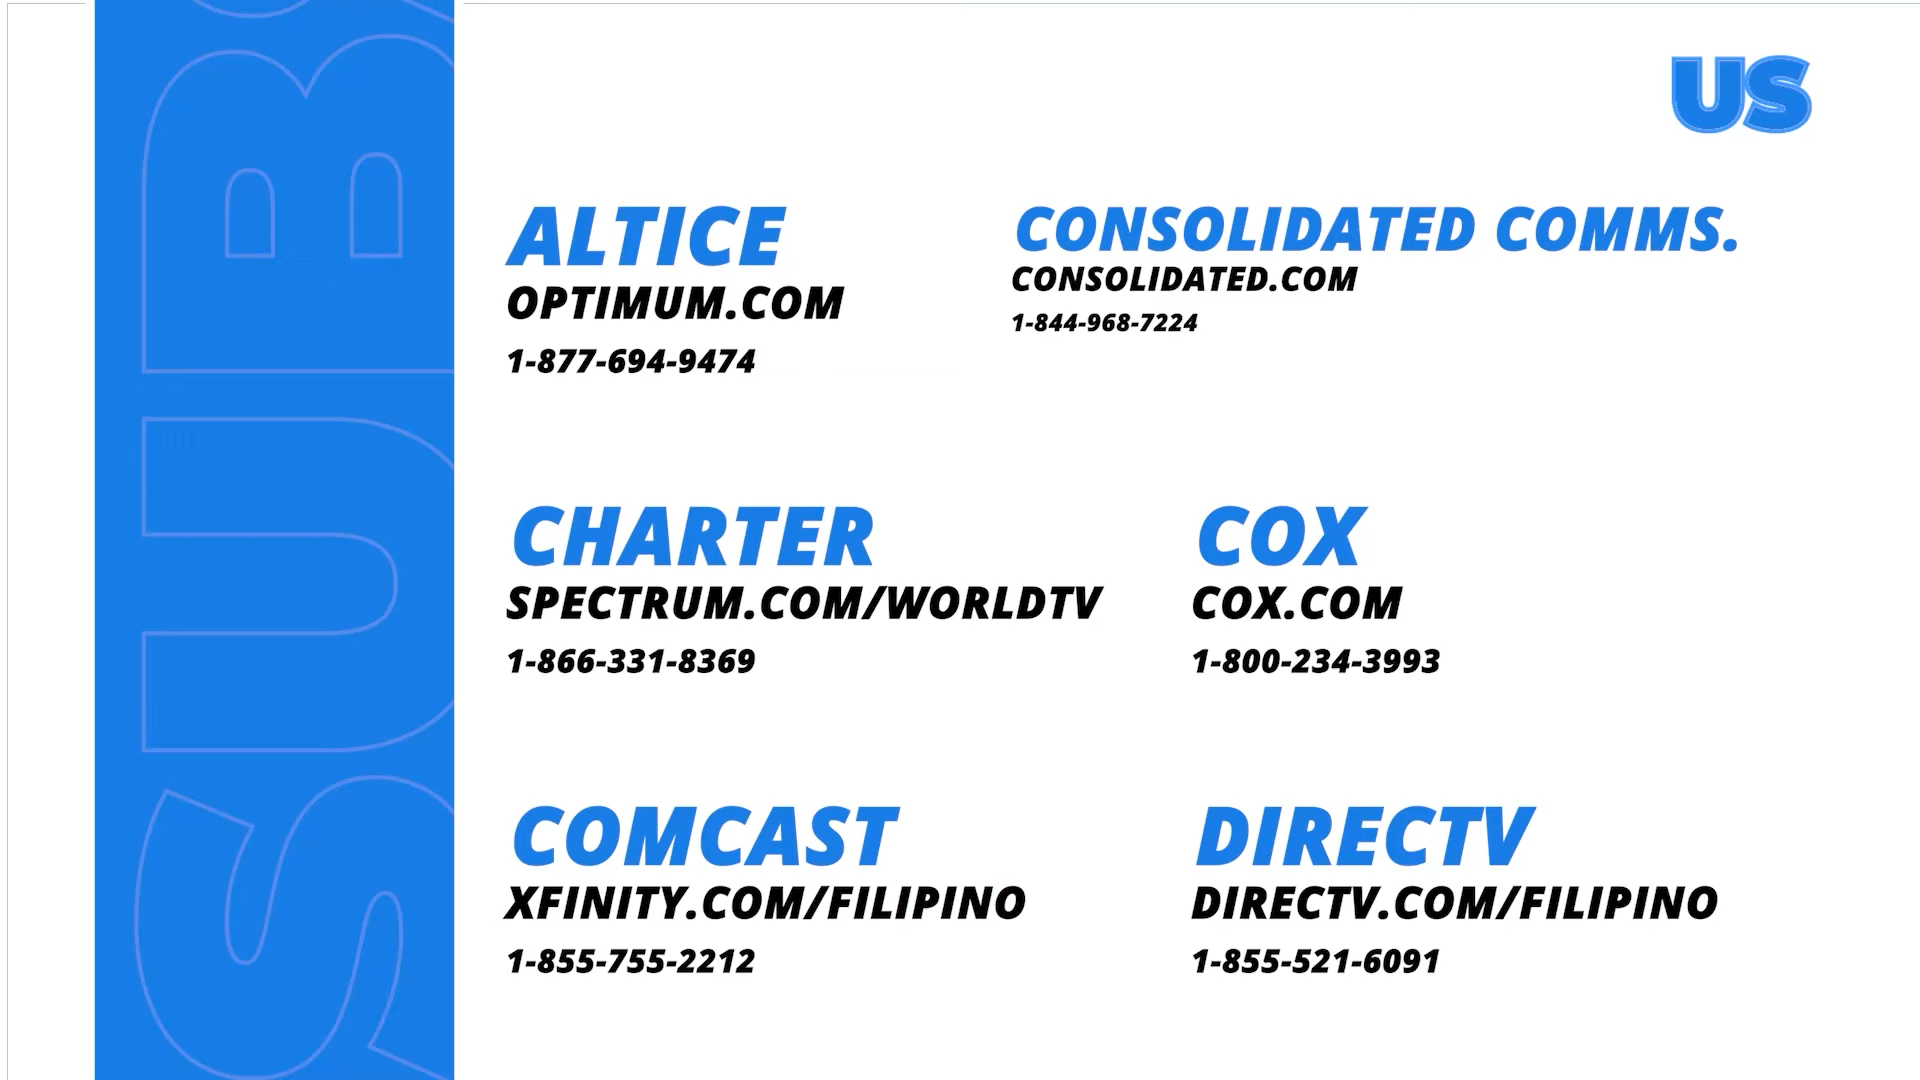 SUB
US
ALTICE
OPTIMUM.COM
1-877-694-9474
CONSOLIDATED COMMS.
CONSOLIDATED.COM
1-844-968-7224
CHARTER
SPECTRUM.COM/WORLDTV
1-866-331-8369
COX
COX.COM
1-800-234-3993
COMCAST
XFINITY.COM/FILIPINO
1-855-755-2212
DIRECTV
DIRECTV.COM/FILIPINO
1-855-521-6091